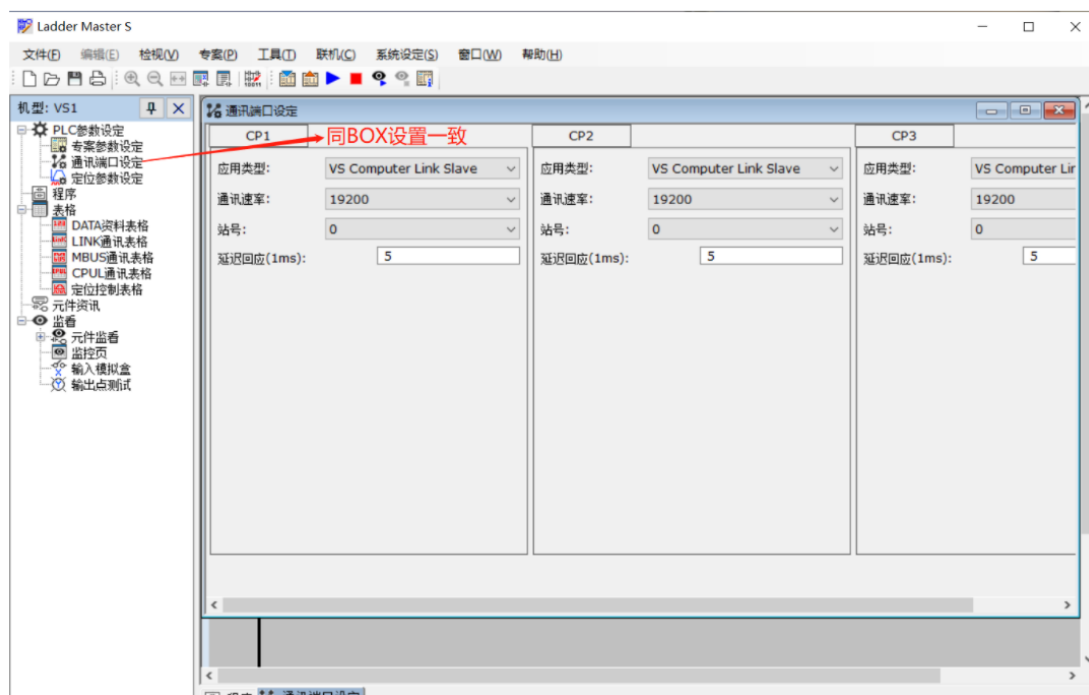 Ladder Master S
文件(F) 编辑(E) 检视(V) 专案(P) 工具(T) 联机(C) 系统设定(S) 窗口(W) 帮助(H)
机型: VS1
PLC参数设定
专案参数设定
通讯端口设定
定位参数设定
程序
表格
DATA资料表格
LINK通讯表格
MBUS通讯表格
CPUL通讯表格
定位控制表格
元件资讯
监看
元件监看
监控页
输入模拟盒
输出点测试
通讯端口设定
CP1 同BOX设置一致 CP2 CP3
应用类型: VS Computer Link Slave 应用类型: VS Computer Link Slave 应用类型: VS Computer Lir
通讯速率: 19200 通讯速率: 19200 通讯速率: 19200
站号: 0 站号: 0 站号: 0
延迟回应(1ms): 5 延迟回应(1ms): 5 延迟回应(1ms): 5
程序 通讯端口设定